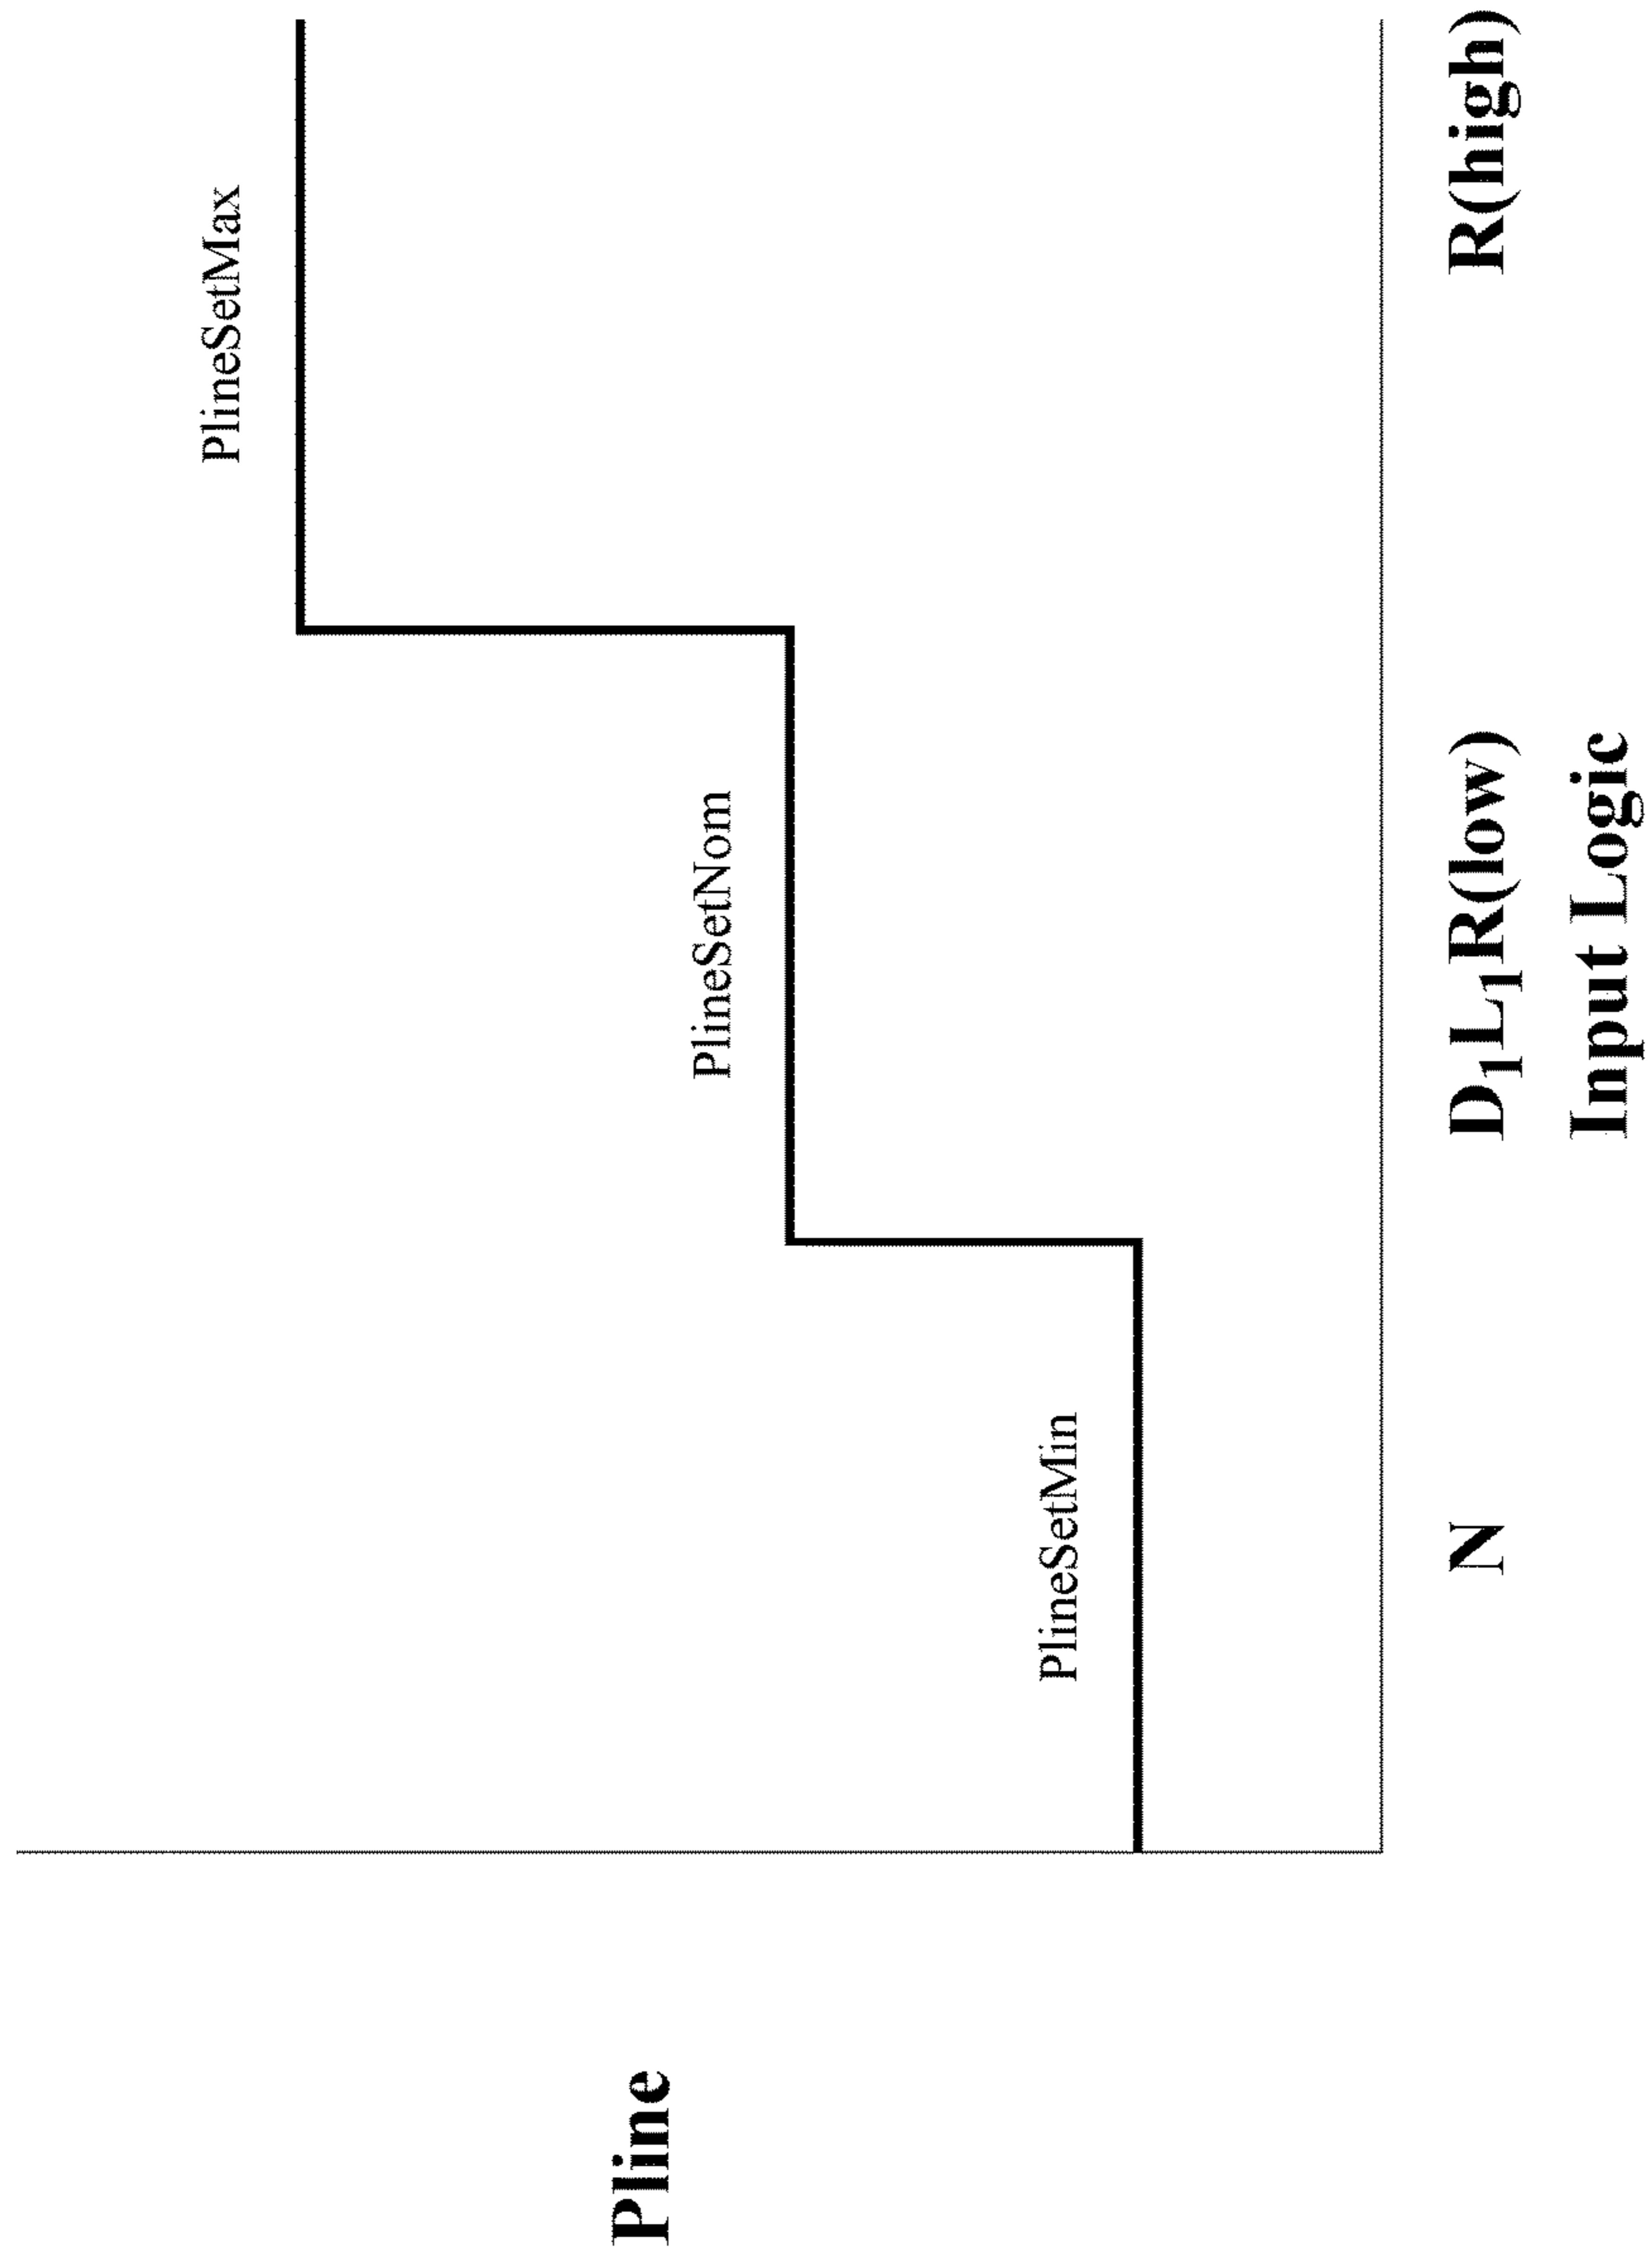 PlineSetMax
PlineSetNom
Pline
PlineSetMin
N D₁L₁R(low) R(high)
Input Logic